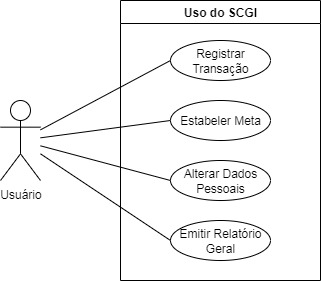 Uso do SCGI
Registrar
Transação
Estabeler Meta
Alterar Dados
Pessoais
Usuário
Emitir Relatório
Geral